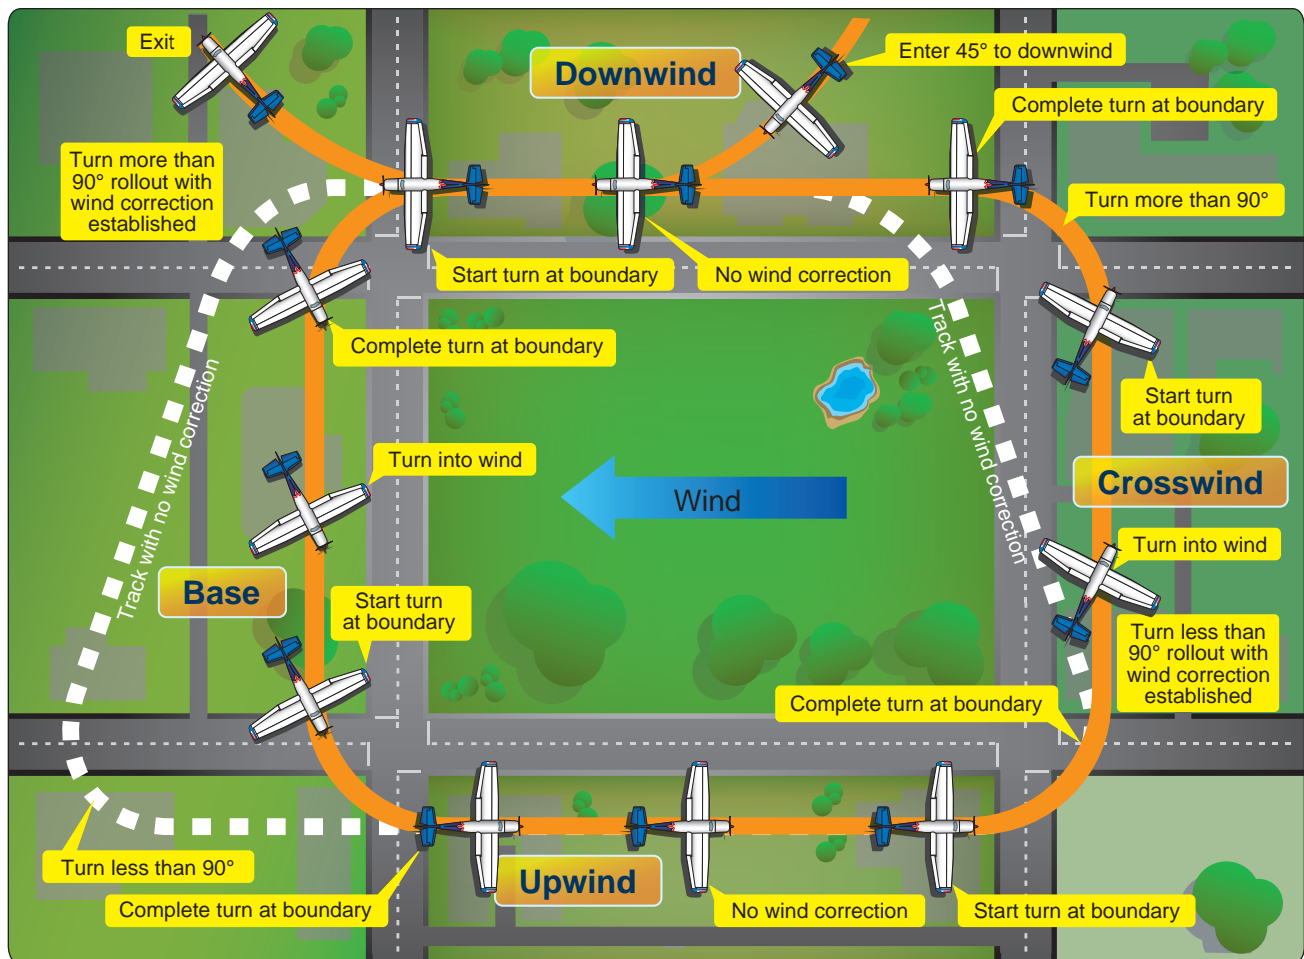 Exit
Downwind
Enter 45° to downwind
Complete turn at boundary
Turn more than
90° rollout with
wind correction
established
Turn more than 90°
Start turn at boundary
No wind correction
Complete turn at boundary
Track with no wind correction
Track with no wind correction
Start turn
at boundary
Turn into wind
Crosswind
Wind
Turn into wind
Base
Start turn
at boundary
Turn less than
90° rollout with
wind correction
established
Complete turn at boundary
Turn less than 90°
Upwind
Complete turn at boundary
No wind correction
Start turn at boundary